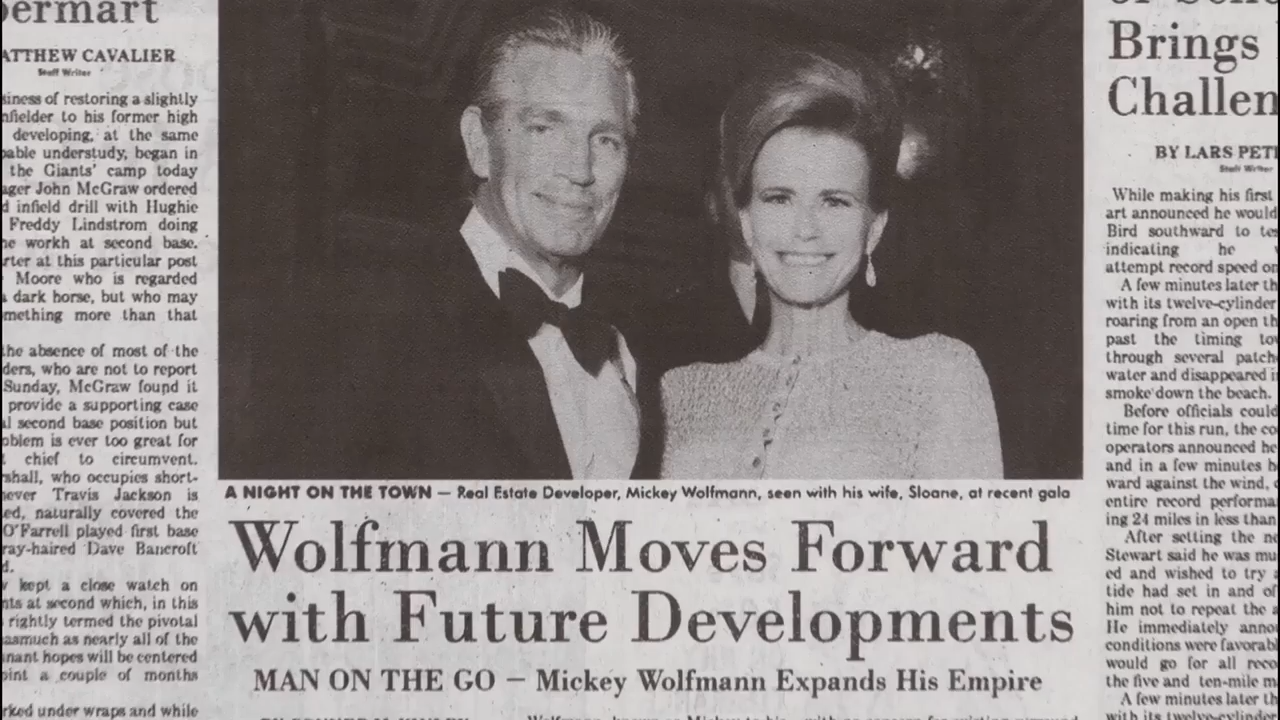 ermart
ATTHEW CAVALIER
Staff Writer
siness of restoring a slightly
nfielder to his former high
developing, at the same
pable understudy, began in
the Giants' camp today
ager John McGraw ordered
d infield drill with Hughie
Freddy Lindstrom doing
he workh at second base.
rter at this particular post
Moore who is regarded
a dark horse, but who may
mething more than that
the absence of most of the
ders, who are not to report
Sunday, McGraw found it
provide a supporting case
al second base position but
oblem is ever too great for
t chief to circumvent.
rshall, who occupies short-
never Travis Jackson is
ed, naturally covered the
O'Farrell played first base
ray-haired Dave Bancroft
d.
y kept a close watch on
nts at second which, in this
rightly termed the pivotal
asmuch as nearly all of the
nant hopes will be centered
oint a couple of months
rked under wraps and while
A NIGHT ON THE TOWN — Real Estate Developer, Mickey Wolfmann, seen with his wife, Sloane, at recent gala
Wolfmann Moves Forward
with Future Developments
MAN ON THE GO — Mickey Wolfmann Expands His Empire
Brings
Challen
BY LARS PETI
Staff Writer
While making his first
art announced he would
Bird southward to te
indicating he
attempt record speed on
A few minutes later th
with its twelve-cylinder
roaring from an open th
past the timing to
through several patch
water and disappeared i
smoke down the beach.
Before officials could
time for this run, the co
operators announced he
and in a few minutes h
ward against the wind,
entire record performa
ing 24 miles in less than
After setting the ne
Stewart said he was mu
ed and wished to try
tide had set in and of
him not to repeat the
He immediately anno
conditions were favorab
would go for all reco
the five and ten-mile m
A few minutes later th
with its twelve-cylinder